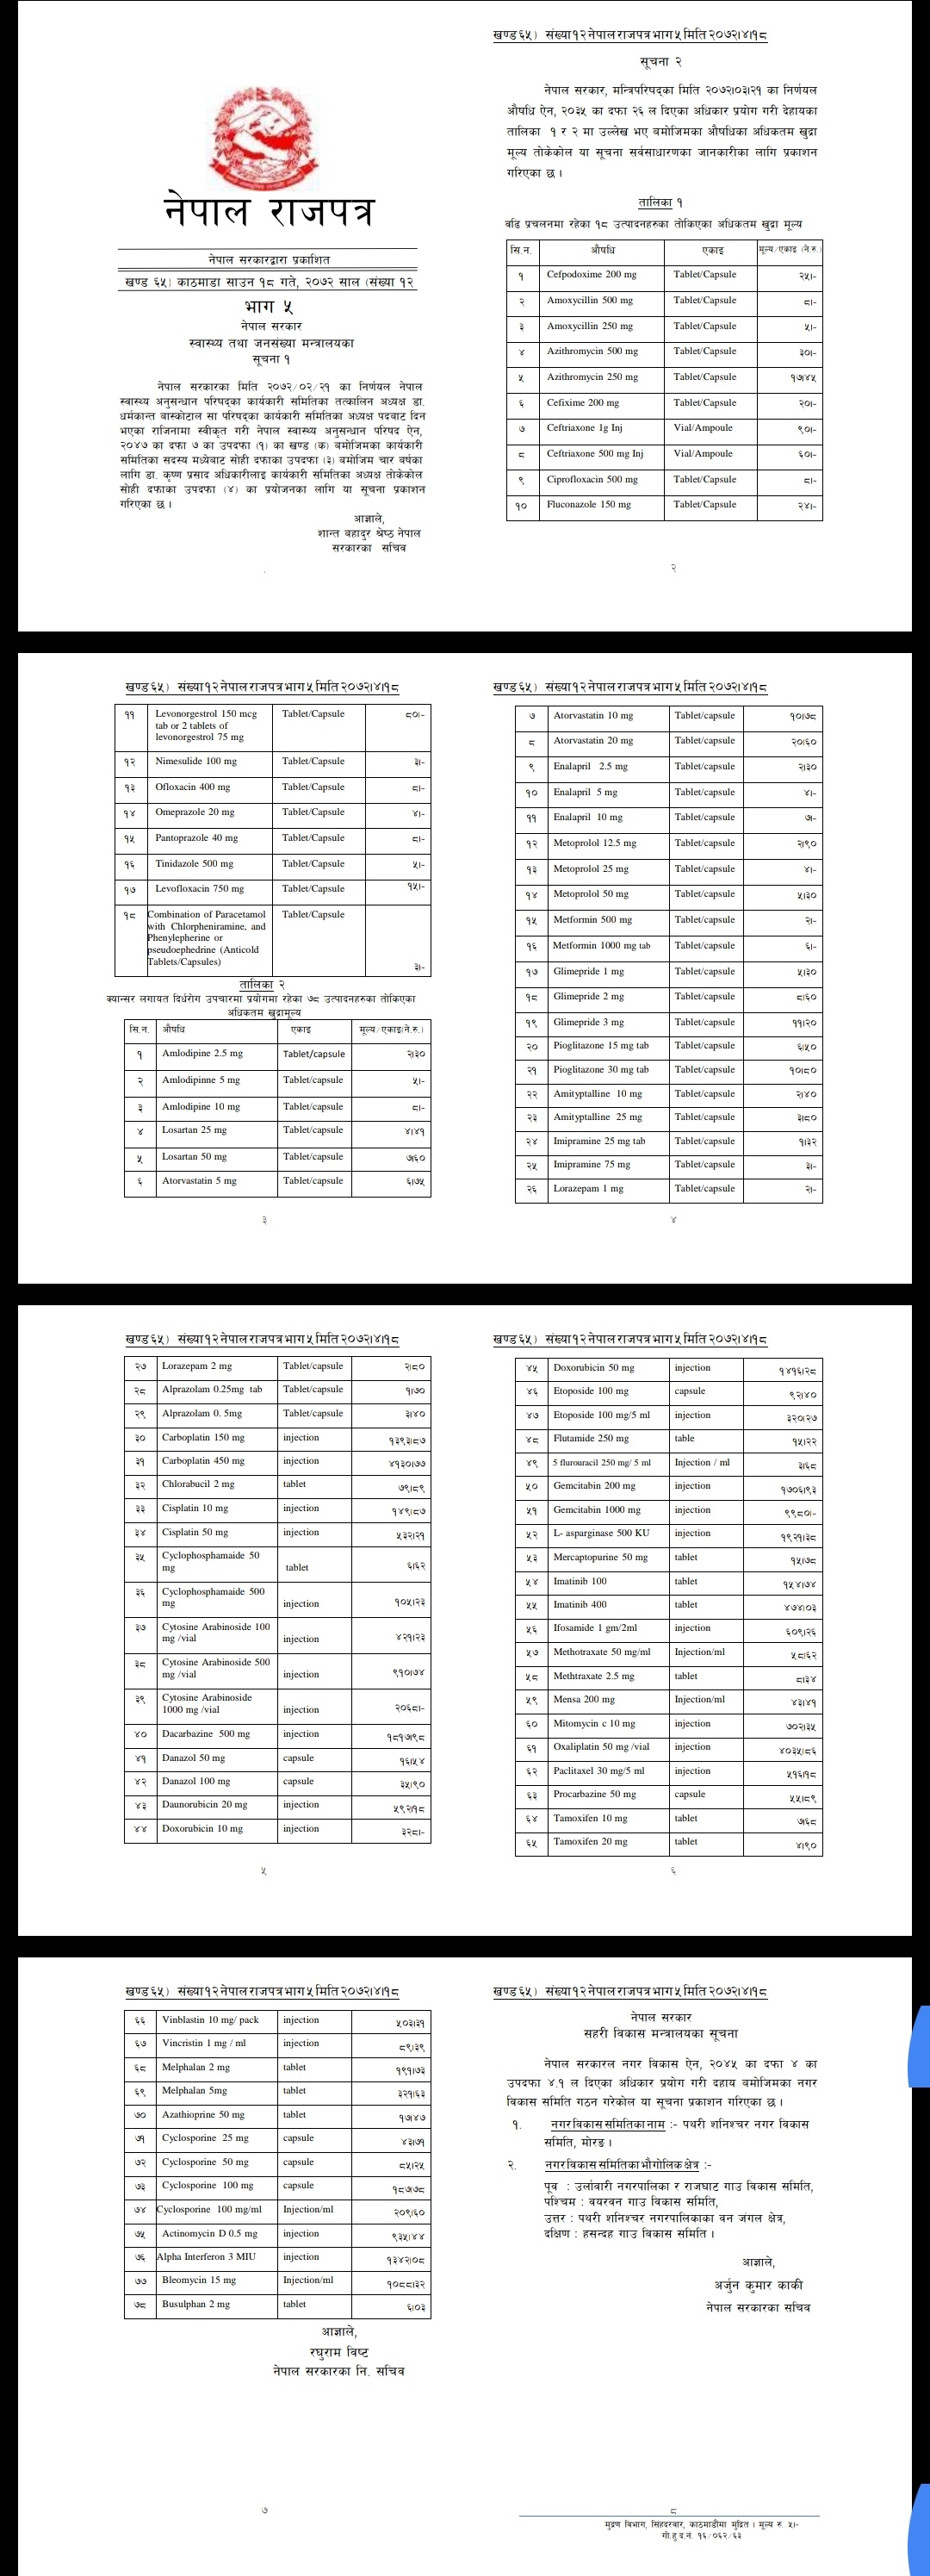 नेपाल राजपत्र
नेपाल सरकारद्वारा प्रकाशित
खण्ड ६५) काठमाडा साउन १८ गते, २०७२ साल (संख्या १२
भाग ५
नेपाल सरकार
स्वास्थ्य तथा जनसंख्या मन्त्रालयका
सूचना १
नेपाल सरकारका मिति २०७२/०२/२१ का निर्णयल नेपाल
स्वास्थ्य अनुसन्धान परिषद्का कार्यकारी समितिका तत्कालिन अध्यक्ष डा.
धर्मकान्त बास्कोटाल सा परिषद्का कार्यकारी समितिका अध्यक्ष पदबाट दिन
भएका राजिनामा स्वीकृत गरी नेपाल स्वास्थ्य अनुसन्धान परिषद ऐन,
२०४७ का दफा ७ का उपदफा (१) का खण्ड (क) बमोजिमका कार्यकारी
समितिका सदस्य मध्येबाट सोही दफाका उपदफा (३) बमोजिम चार बर्षका
लागि डा. कृष्ण प्रसाद अधिकारीलाइ कार्यकारी समितिका अध्यक्ष तोकेकोल
सोही दफाका उपदफा (४) का प्रयोजनका लागि या सूचना प्रकाशन
गरिएका छ ।
आज्ञाले,
शान्त बहादुर श्रेष्ठ नेपाल
सरकारका सचिव
खण्ड ६५) संख्या १२ नेपाल राजपत्र भाग ५ मिति २०७२।४।१८
सूचना २
नेपाल सरकार, मन्त्रिपरिषद्का मिति २०७२।०३।२१ का निर्णयल
औषधि ऐन, २०३५ का दफा २६ ल दिएका अधिकार प्रयोग गरी देहायका
तालिका १ र २ मा उल्लेख भए बमोजिमका औषधिका अधिकतम खुद्रा
मूल्य तोकेकोल या सूचना सर्वसाधारणका जानकारीका लागि प्रकाशन
गरिएका छ ।
तालिका १
वढि प्रचलनमा रहेका १८ उत्पादनहरुका तोकिएका अधिकतम खुद्रा मूल्य
सि.न. औषधि एकाइ मूल्य/एकाइ (ने.रु.)
१ Cefpodoxime 200 mg Tablet/Capsule २५।-
२ Amoxycillin 500 mg Tablet/Capsule ८।-
३ Amoxycillin 250 mg Tablet/Capsule ५।-
४ Azithromycin 500 mg Tablet/Capsule ३०।-
५ Azithromycin 250 mg Tablet/Capsule १७।४५
६ Cefixime 200 mg Tablet/Capsule २०।-
७ Ceftriaxone 1g Inj Vial/Ampoule ९०।-
८ Ceftriaxone 500 mg Inj Vial/Ampoule ६०।-
९ Ciprofloxacin 500 mg Tablet/Capsule ८।-
१० Fluconazole 150 mg Tablet/Capsule २४।-
२
खण्ड ६५) संख्या १२ नेपाल राजपत्र भाग ५ मिति २०७२।४।१८
११ Levonorgestrol 150 mcg Tablet/Capsule ८०।-
tab or 2 tablets of
levonorgestrol 75 mg
१२ Nimesulide 100 mg Tablet/Capsule ३।-
१३ Ofloxacin 400 mg Tablet/Capsule ८।-
१४ Omeprazole 20 mg Tablet/Capsule ४।-
१५ Pantoprazole 40 mg Tablet/Capsule ८।-
१६ Tinidazole 500 mg Tablet/Capsule ५।-
१७ Levofloxacin 750 mg Tablet/Capsule १५।-
१८ Combination of Paracetamol Tablet/Capsule
with Chlorpheniramine, and
Phenylepherine or
pseudoephedrine (Anticold
Tablets/Capsules) ३।-
तालिका २
क्यान्सर लगायत दिर्धरोग उपचारमा प्रयोगमा रहेका ७८ उत्पादनहरुका तोकिएका
अधिकतम खुद्रामूल्य
सि.न. औषधि एकाइ मूल्य/एकाइ(ने.रु.)
१ Amlodipine 2.5 mg Tablet/capsule २।३०
२ Amlodipinne 5 mg Tablet/capsule ५।-
३ Amlodipine 10 mg Tablet/capsule ८।-
४ Losartan 25 mg Tablet/capsule ४।४१
५ Losartan 50 mg Tablet/capsule ७।६०
६ Atorvastatin 5 mg Tablet/capsule ६।७५
३
खण्ड ६५) संख्या १२ नेपाल राजपत्र भाग ५ मिति २०७२।४।१८
७ Atorvastatin 10 mg Tablet/capsule १०।७८
८ Atorvastatin 20 mg Tablet/capsule २०।६०
९ Enalapril 2.5 mg Tablet/capsule २।३०
१० Enalapril 5 mg Tablet/capsule ४।-
११ Enalapril 10 mg Tablet/capsule ७।-
१२ Metoprolol 12.5 mg Tablet/capsule २।९०
१३ Metoprolol 25 mg Tablet/capsule ४।-
१४ Metoprolol 50 mg Tablet/capsule ५।३०
१५ Metformin 500 mg Tablet/capsule २।-
१६ Metformin 1000 mg tab Tablet/capsule ६।-
१७ Glimepride 1 mg Tablet/capsule ५।३०
१८ Glimepride 2 mg Tablet/capsule ८।६०
१९ Glimepride 3 mg Tablet/capsule ११।२०
२० Pioglitazone 15 mg tab Tablet/capsule ६।५०
२१ Pioglitazone 30 mg tab Tablet/capsule १०।८०
२२ Amityptalline 10 mg Tablet/capsule २।४०
२३ Amityptalline 25 mg Tablet/capsule ३।८०
२४ Imipramine 25 mg tab Tablet/capsule १।३२
२५ Imipramine 75 mg Tablet/capsule ३।-
२६ Lorazepam 1 mg Tablet/capsule २।-
४
खण्ड ६५) संख्या १२ नेपाल राजपत्र भाग ५ मिति २०७२।४।१८
२७ Lorazepam 2 mg Tablet/capsule २।८०
२८ Alprazolam 0.25mg tab Tablet/capsule १।७०
२९ Alprazolam 0. 5mg Tablet/capsule ३।४०
३० Carboplatin 150 mg injection १३९३।८७
३१ Carboplatin 450 mg injection ४१३०।७७
३२ Chlorabucil 2 mg tablet ७९।८९
३३ Cisplatin 10 mg injection १४९।८७
३४ Cisplatin 50 mg injection ५३२।२१
३५ Cyclophosphamaide 50
mg tablet ६।६२
३६ Cyclophosphamaide 500
mg injection १०५।२३
३७ Cytosine Arabinoside 100
mg /vial injection ४२१।२३
३८ Cytosine Arabinoside 500
mg /vial injection ९१०।७४
३९ Cytosine Arabinoside
1000 mg /vial injection २०६८।-
४० Dacarbazine 500 mg injection १८१७।९८
४१ Danazol 50 mg capsule १६।५४
४२ Danazol 100 mg capsule ३५।९०
४३ Daunorubicin 20 mg injection ५९२।१८
४४ Doxorubicin 10 mg injection ३२८।-
५
खण्ड ६५) संख्या १२ नेपाल राजपत्र भाग ५ मिति २०७२।४।१८
४५ Doxorubicin 50 mg injection १४१६।२८
४६ Etoposide 100 mg capsule ९२।४०
४७ Etoposide 100 mg/5 ml injection ३२०।२७
४८ Flutamide 250 mg table १५।२२
४९ 5 flurouracil 250 mg/ 5 ml Injection / ml ३।६८
५० Gemcitabin 200 mg injection १७०६।९३
५१ Gemcitabin 1000 mg injection ९९८०।-
५२ L- asparginase 500 KU injection १९२१।३८
५३ Mercaptopurine 50 mg tablet १५।७८
५४ Imatinib 100 tablet १५४।७४
५५ Imatinib 400 tablet ४७४।०३
५६ Ifosamide 1 gm/2ml injection ६०९।२६
५७ Methotraxate 50 mg/ml Injection/ml ५८।६२
५८ Methtraxate 2.5 mg tablet ८।३४
५९ Mensa 200 mg Injection/ml ४३।४१
६० Mitomycin c 10 mg injection ७०२।३५
६१ Oxaliplatin 50 mg /vial injection ४०३५।८६
६२ Paclitaxel 30 mg/5 ml injection ५१६।१८
६३ Procarbazine 50 mg capsule ५५।८९
६४ Tamoxifen 10 mg tablet ७।६८
६५ Tamoxifen 20 mg tablet ४।९०
६
खण्ड ६५) संख्या १२ नेपाल राजपत्र भाग ५ मिति २०७२।४।१८
६६ Vinblastin 10 mg/ pack injection ५०३।३१
६७ Vincristin 1 mg / ml injection ८९।३९
६८ Melphalan 2 mg tablet १९१।७३
६९ Melphalan 5mg tablet ३२१।६३
७० Azathioprine 50 mg tablet १७।४७
७१ Cyclosporine 25 mg capsule ४३।७१
७२ Cyclosporine 50 mg capsule ८५।२५
७३ Cyclosporine 100 mg capsule १८७।७८
७४ Cyclosporine 100 mg/ml Injection/ml २०९।६०
७५ Actinomycin D 0.5 mg injection ९३५।४४
७६ Alpha Interferon 3 MIU injection १३४२।०८
७७ Bleomycin 15 mg Injection/ml १०८८।३२
७८ Busulphan 2 mg tablet ६।०३
आज्ञाले,
रघुराम विष्ट
नेपाल सरकारका नि. सचिव
७
खण्ड ६५) संख्या १२ नेपाल राजपत्र भाग ५ मिति २०७२।४।१८
नेपाल सरकार
सहरी विकास मन्त्रालयका सूचना
नेपाल सरकारल नगर विकास ऐन, २०४५ का दफा ४ का
उपदफा ४.१ ल दिएका अधिकार प्रयोग गरी दहाय बमोजिमका नगर
विकास समिति गठन गरेकोल या सूचना प्रकाशन गरिएका छ ।
१. नगर विकास समितिका नाम :- पथरी शनिश्चर नगर विकास
समिति, मोरङ ।
२. नगर विकास समितिका भौगोलिक क्षेत्र :-
पूव : उर्लाबारी नगरपालिका र राजघाट गाउ विकास समिति,
पश्चिम : बयरवन गाउ विकास समिति,
उत्तर : पथरी शनिश्चर नगरपालिकाका वन जंगल क्षेत्र,
दक्षिण : हसन्दह गाउ विकास समिति ।
आज्ञाले,
अर्जुन कुमार काकी
नेपाल सरकारका सचिव
८
मुद्रण विभाग, सिंहदरवार, काठमाडौंमा मुद्रित । मूल्य रु. ५।-
गो.हु.द.नं. १६/०६२/६३